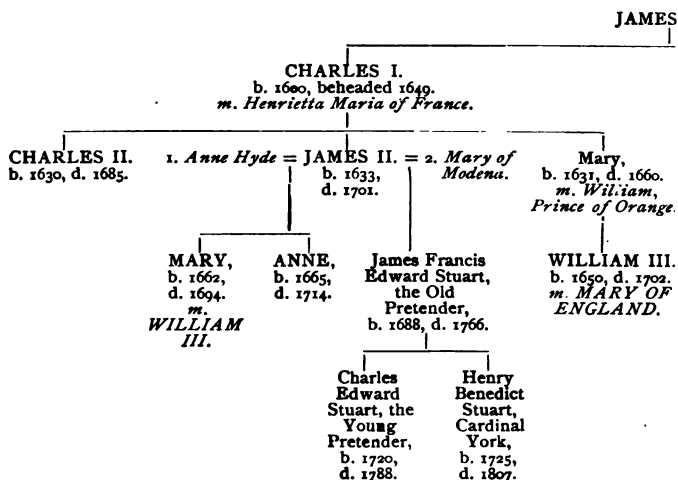 JAMES
CHARLES I.
b. 1600, beheaded 1649.
m. Henrietta Maria of France.
CHARLES II.
b. 1630, d. 1685.
1. Anne Hyde = JAMES II. = 2. Mary of
b. 1633, Modena.
d. 1701.
Mary,
b. 1631, d. 1660.
m. William,
Prince of Orange.
MARY,
b. 1662,
d. 1694.
m.
WILLIAM
III.
ANNE,
b. 1665,
d. 1714.
James Francis
Edward Stuart,
the Old
Pretender,
b. 1688, d. 1766.
WILLIAM III.
b. 1650, d. 1702.
m. MARY OF
ENGLAND.
Charles
Edward
Stuart, the
Young
Pretender,
b. 1720,
d. 1788.
Henry
Benedict
Stuart,
Cardinal
York,
b. 1725,
d. 1807.